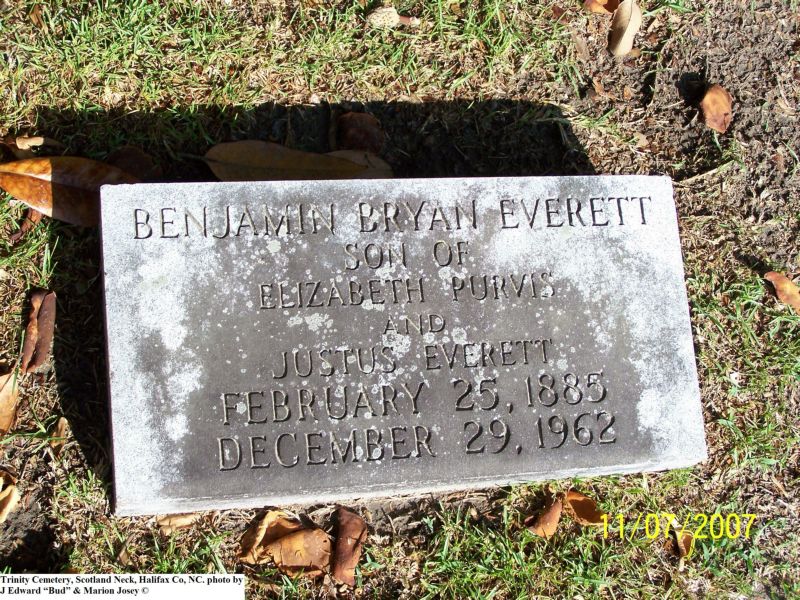 BENJAMIN BRYAN EVERETT
SON OF
ELIZABETH PURVIS
AND
JUSTUS EVERETT
FEBRUARY 25, 1885
DECEMBER 29, 1962
11/07/2007
Trinity Cemetery, Scotland Neck, Halifax Co, NC. photo by
J Edward “Bud” & Marion Josey ©